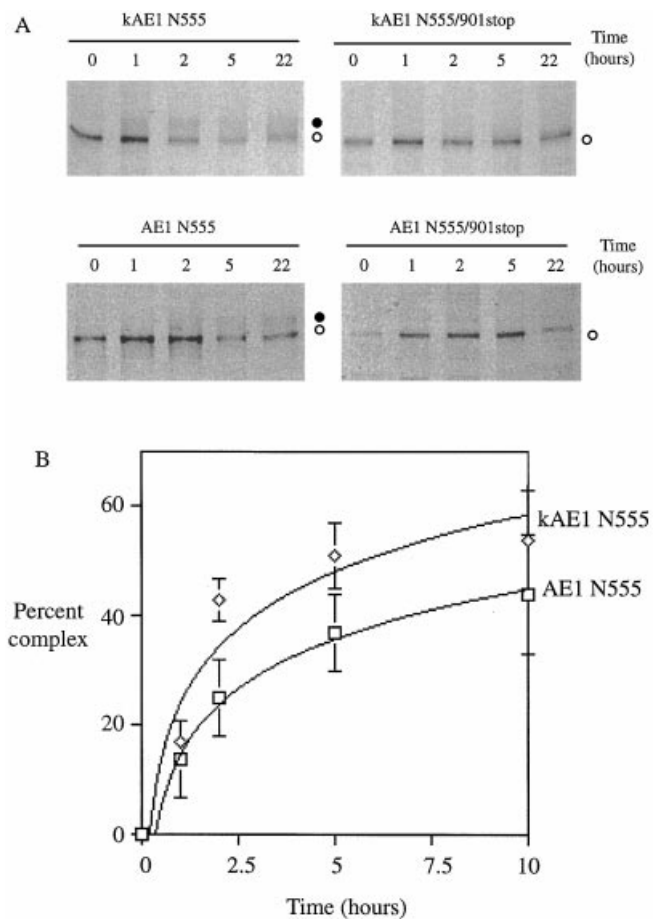 A
kAE1 N555
kAE1 N555/901stop
Time
(hours)
0 1 2 5 22
0 1 2 5 22
AE1 N555
AE1 N555/901stop
Time
(hours)
0 1 2 5 22
0 1 2 5 22
B
60
40
20
0
Percent
complex
kAE1 N555
AE1 N555
0 2.5 5 7.5 10
Time (hours)